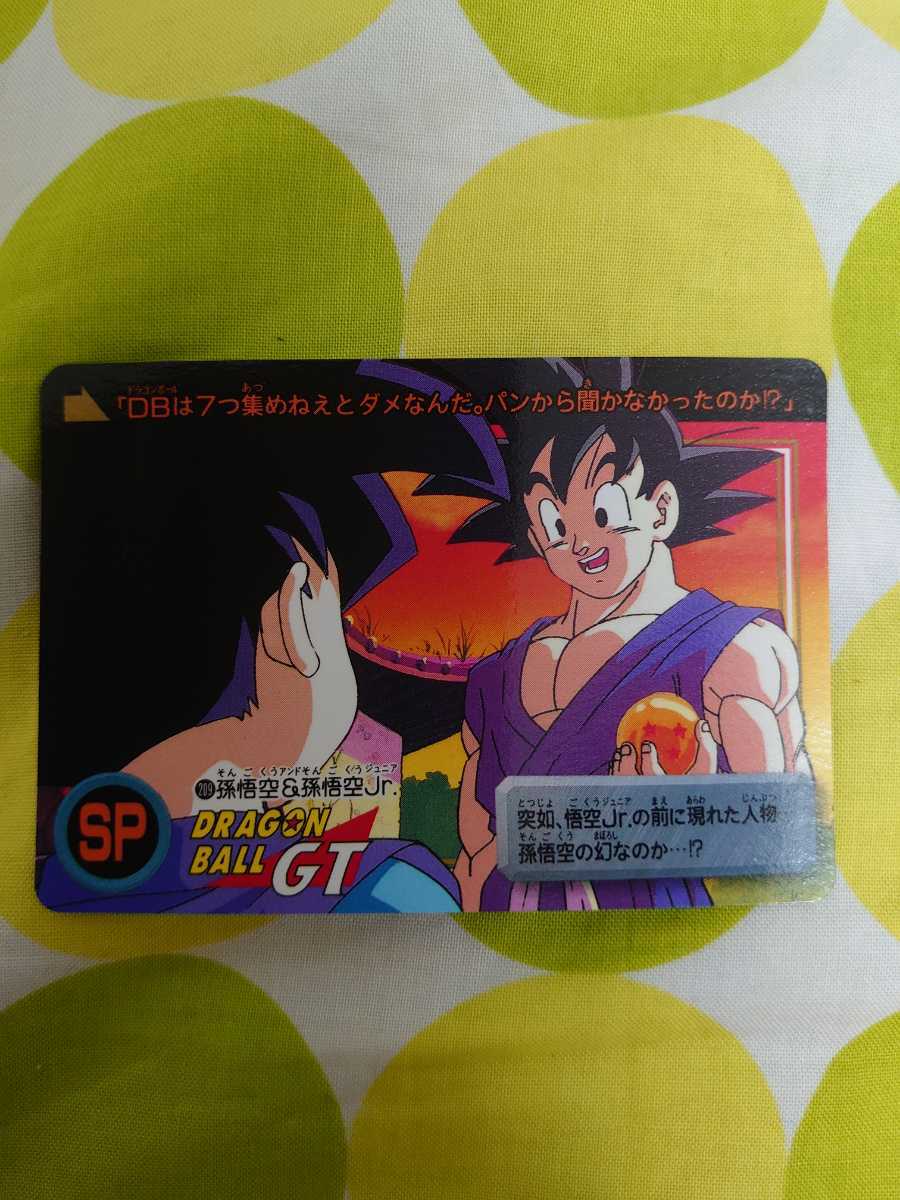 「DBは7つ集めねえとダメなんだ。パンから聞かなかったのか!?」
209 孫悟空&孫悟空Jr.
SP
DRAGON
BALL
GT
突如、悟空Jr.の前に現れた人物…
孫悟空の幻なのか…!?